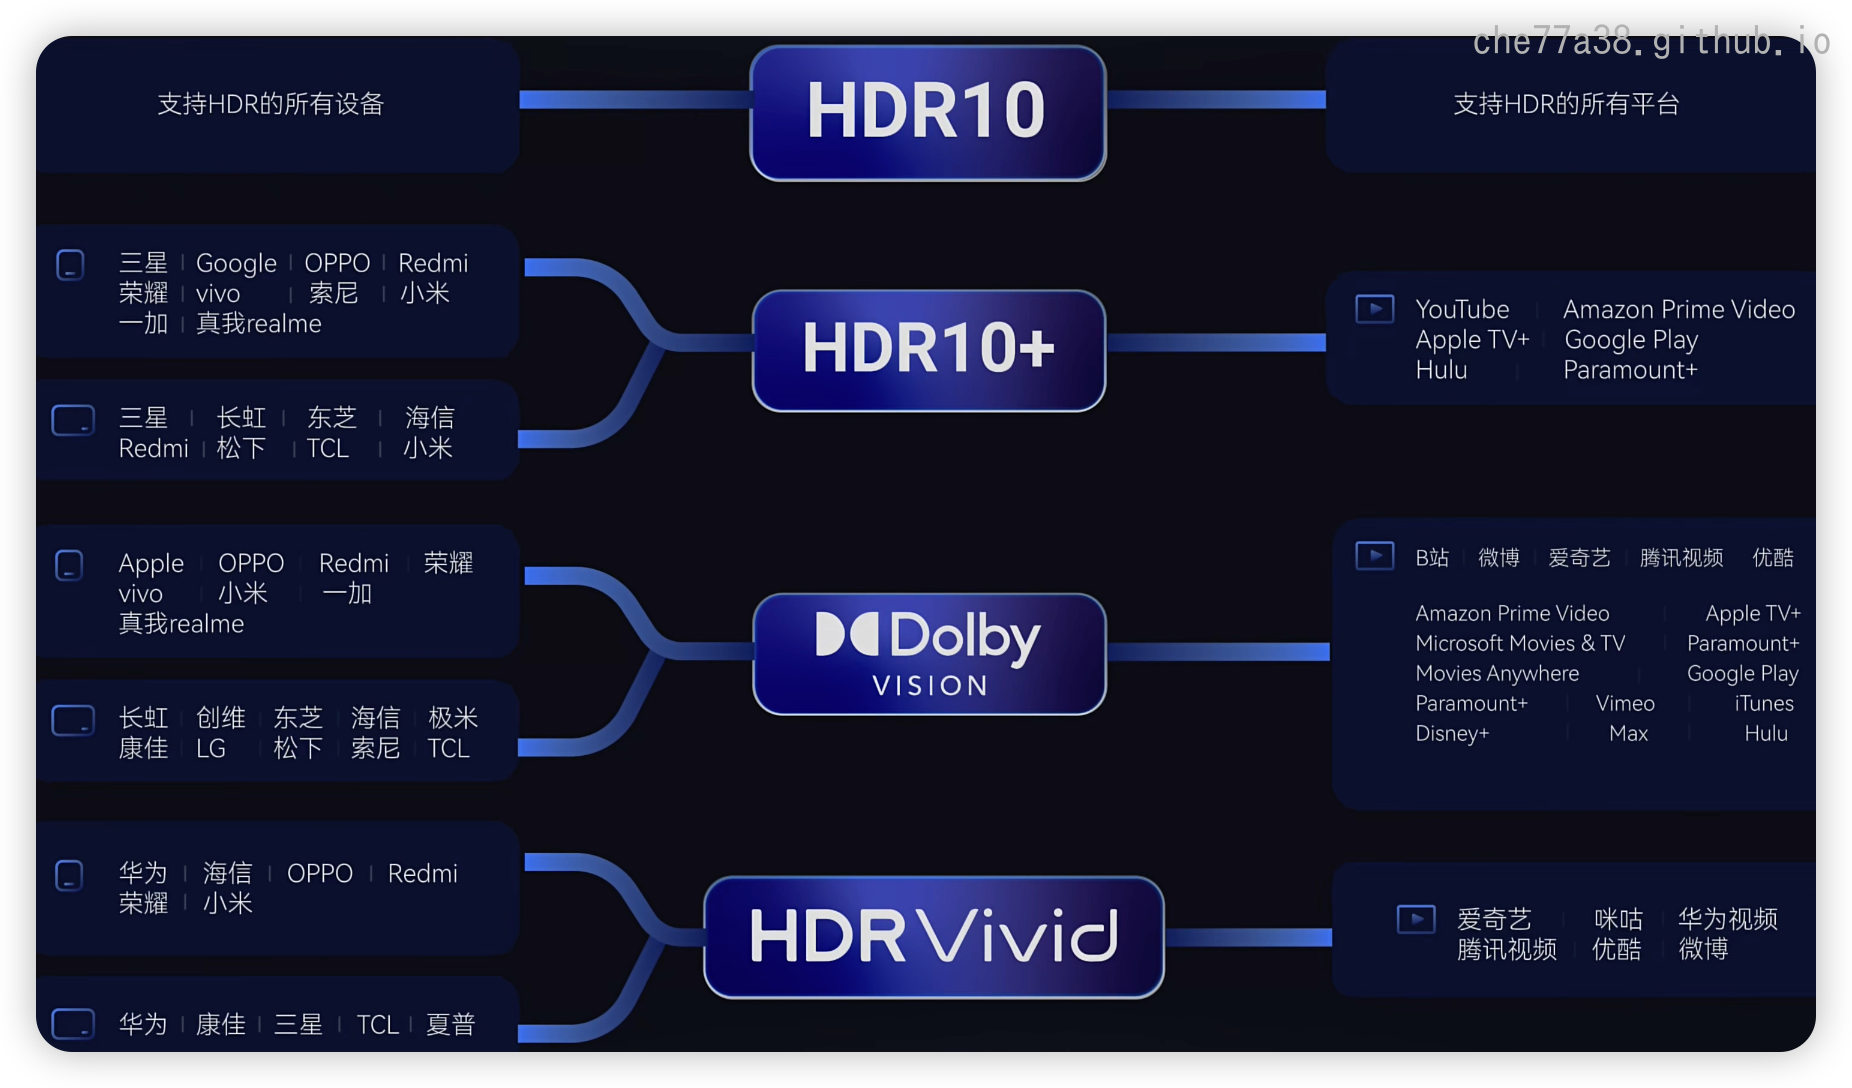 che77a38.github.io
支持HDR的所有设备
HDR10
支持HDR的所有平台
三星 Google OPPO Redmi
荣耀 vivo 索尼 小米
一加 真我realme
三星 长虹 东芝 海信
Redmi 松下 TCL 小米
HDR10+
YouTube Amazon Prime Video
Apple TV+ Google Play
Hulu Paramount+
Apple OPPO Redmi 荣耀
vivo 小米 一加
真我realme
长虹 创维 东芝 海信 极米
康佳 LG 松下 索尼 TCL
Dolby
VISION
B站 微博 爱奇艺 腾讯视频 优酷
Amazon Prime Video Apple TV+
Microsoft Movies & TV Paramount+
Movies Anywhere Google Play
Paramount+ Vimeo iTunes
Disney+ Max Hulu
华为 海信 OPPO Redmi
荣耀 小米
华为 康佳 三星 TCL 夏普
HDR Vivid
爱奇艺 咪咕 华为视频
腾讯视频 优酷 微博